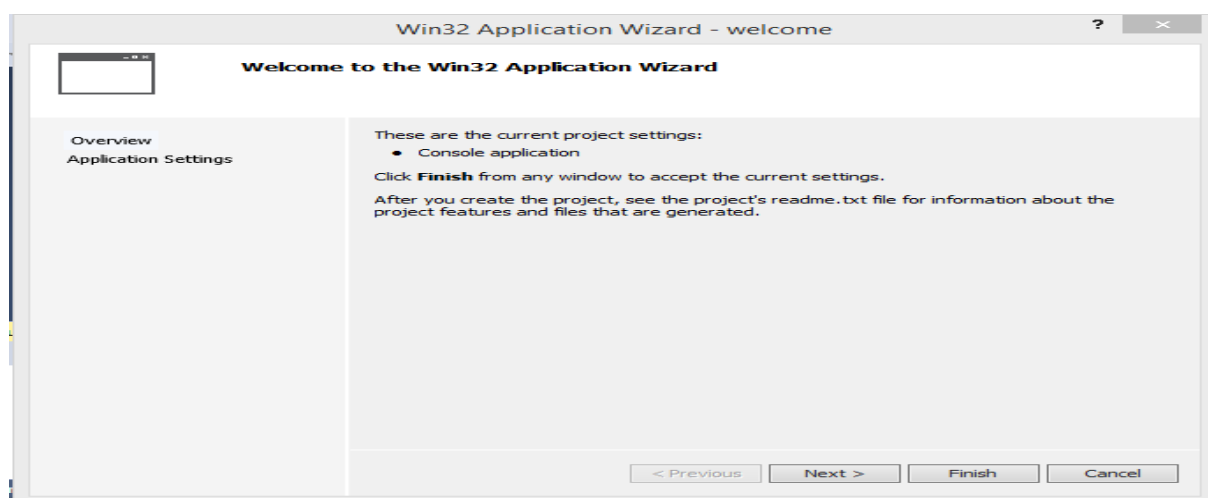 Win32 Application Wizard - welcome
?
Welcome to the Win32 Application Wizard
Overview
Application Settings
These are the current project settings:
• Console application
Click Finish from any window to accept the current settings.
After you create the project, see the project's readme.txt file for information about the
project features and files that are generated.
< Previous
Next >
Finish
Cancel